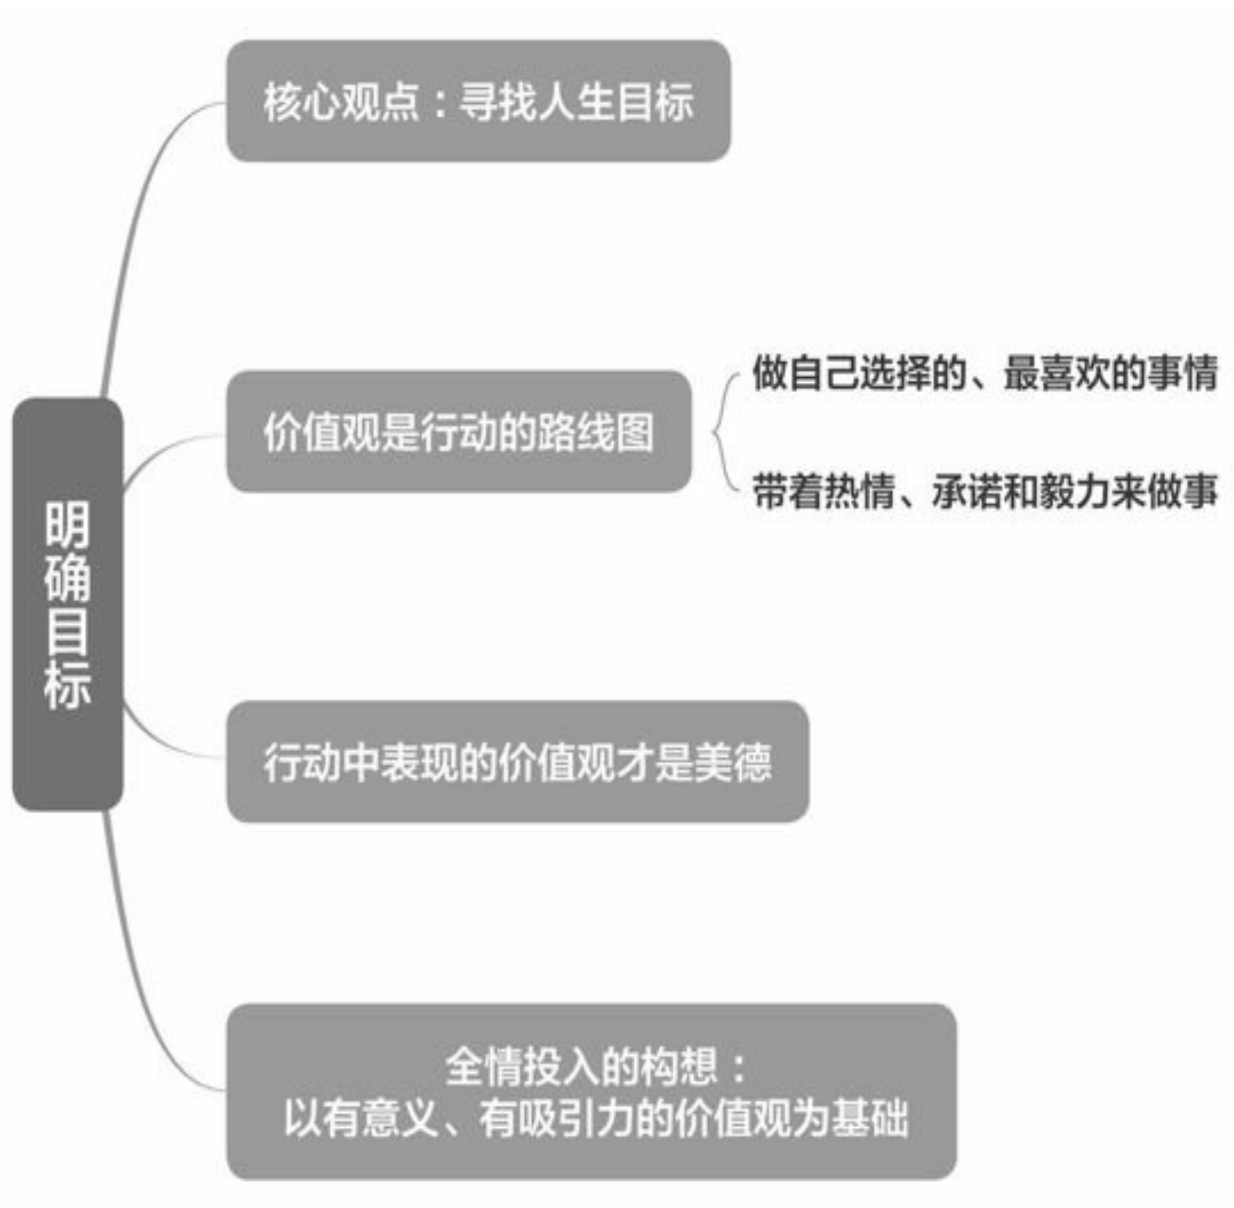 明确目标
核心观点：寻找人生目标
价值观是行动的路线图
做自己选择的、最喜欢的事情
带着热情、承诺和毅力来做事
行动中表现的价值观才是美德
全情投入的构想：
以有意义、有吸引力的价值观为基础